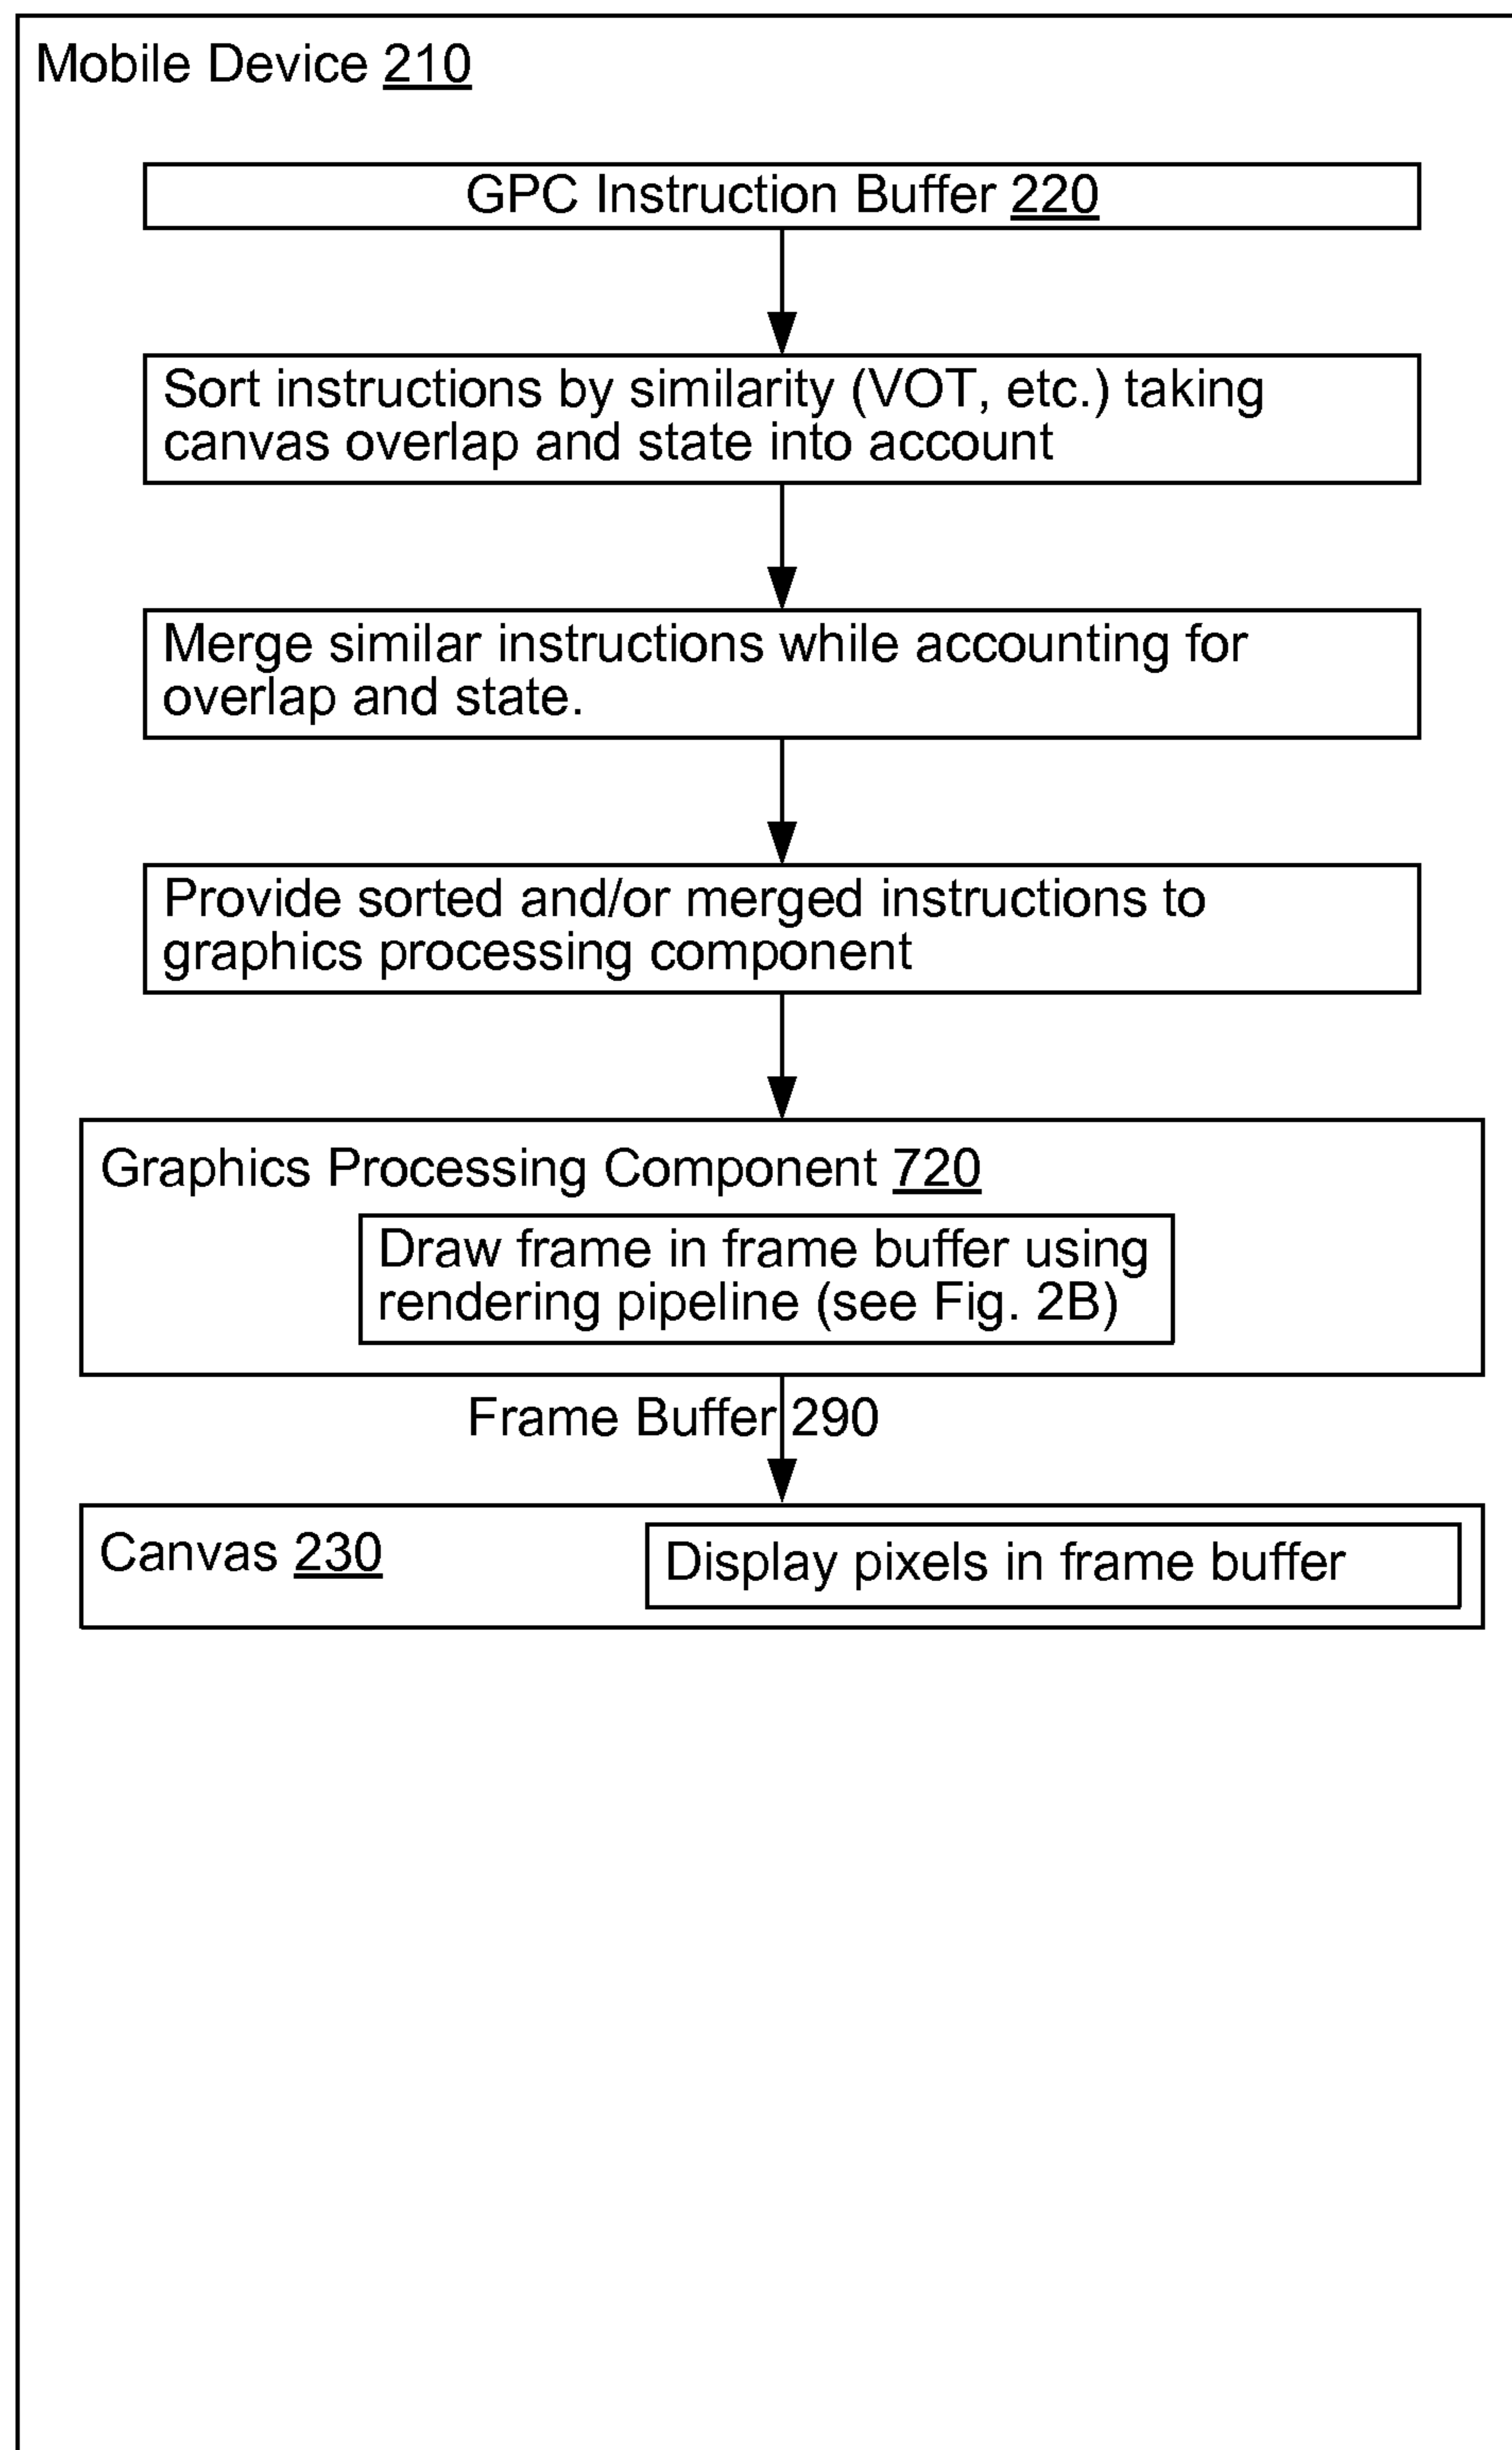 Mobile Device 210
GPC Instruction Buffer 220
Sort instructions by similarity (VOT, etc.) taking
canvas overlap and state into account
Merge similar instructions while accounting for
overlap and state.
Provide sorted and/or merged instructions to
graphics processing component
Graphics Processing Component 720
Draw frame in frame buffer using
rendering pipeline (see Fig. 2B)
Frame Buffer 290
Canvas 230
Display pixels in frame buffer